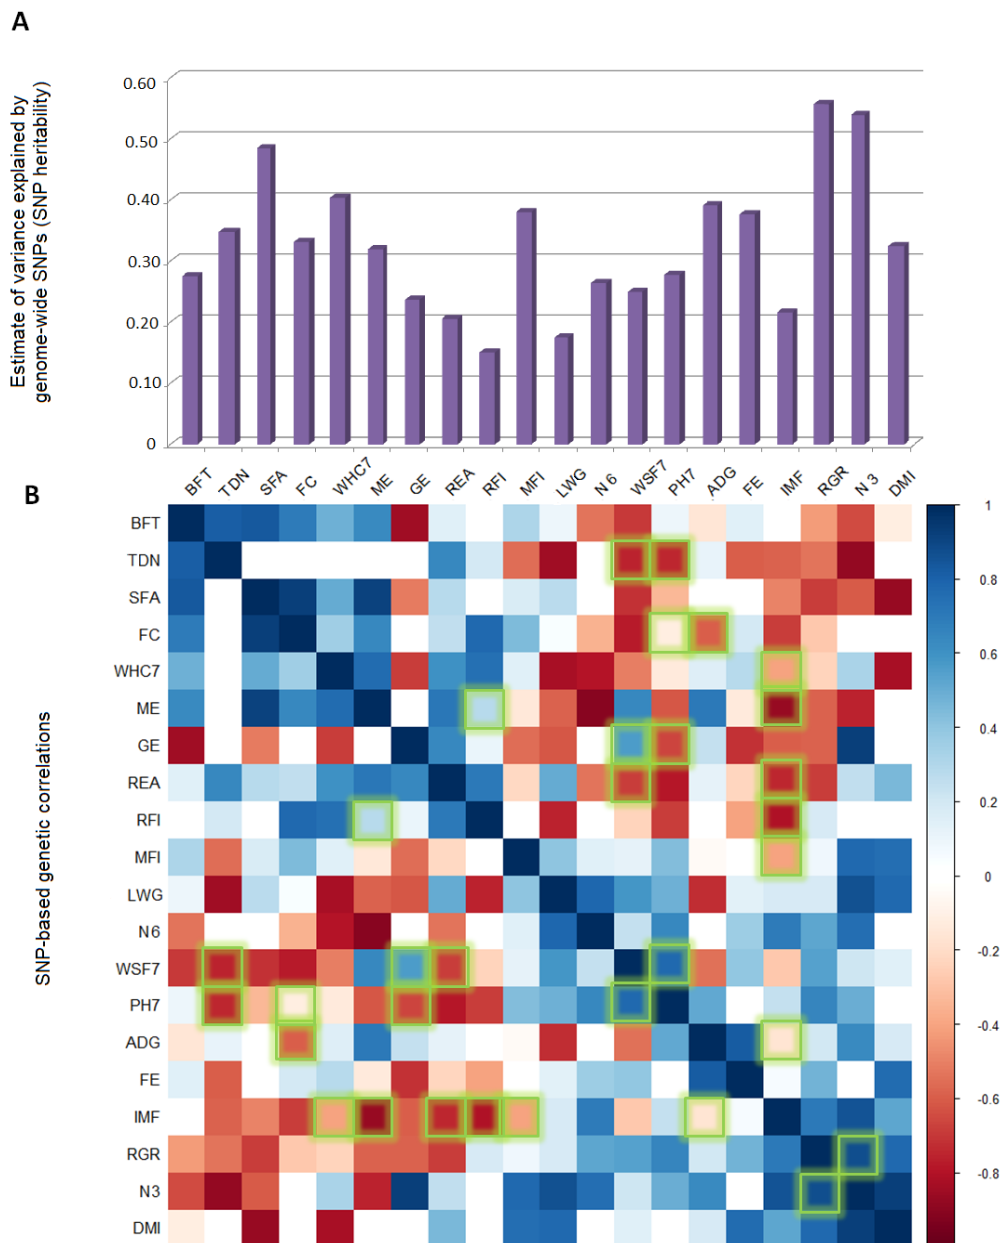 A
Estimate of variance explained by
genome-wide SNPs (SNP heritability)
0.60
0.50
0.40
0.30
0.20
0.10
0
BFT TDN SFA FC WHC7 ME GE REA RFI MFI LWG N6 WSF7 PH7 ADG FE IMF RGR N3 DMI
B
SNP-based genetic correlations
BFT
TDN
SFA
FC
WHC7
ME
GE
REA
RFI
MFI
LWG
N6
WSF7
PH7
ADG
FE
IMF
RGR
N3
DMI
1
0.8
0.6
0.4
0.2
0
-0.2
-0.4
-0.6
-0.8